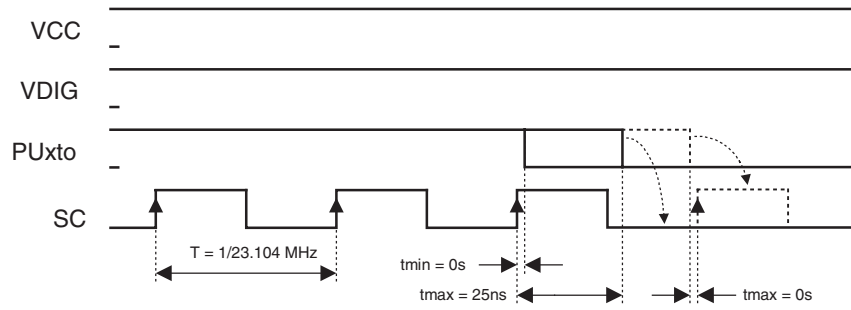 VCC
VDIG
PUxto
SC
T = 1/23.104 MHz
tmin = 0s
tmax = 25ns
tmax = 0s